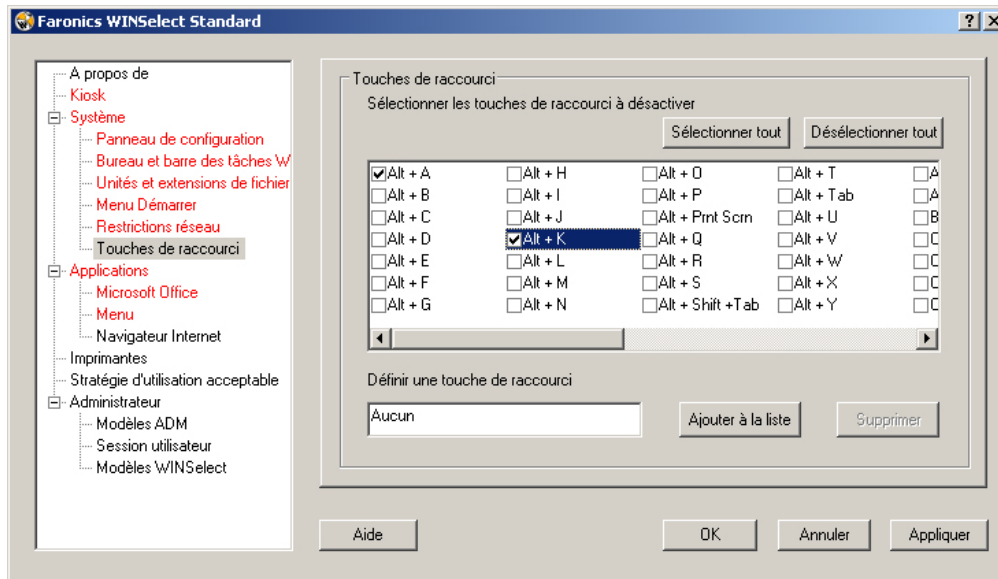 Faronics WINSelect Standard
A propos de
Kiosk
Système
Panneau de configuration
Bureau et barre des tâches W
Unités et extensions de fichier
Menu Démarrer
Restrictions réseau
Touches de raccourci
Applications
Microsoft Office
Menu
Navigateur Internet
Imprimantes
Stratégie d'utilisation acceptable
Administrateur
Modèles ADM
Session utilisateur
Modèles WINSelect
Touches de raccourci
Sélectionner les touches de raccourci à désactiver
Sélectionner tout
Désélectionner tout
Alt + A Alt + H Alt + O Alt + T A
Alt + B Alt + I Alt + P Alt + Tab A
Alt + C Alt + J Alt + Prnt Scrn Alt + U B
Alt + D Alt + K Alt + Q Alt + V C
Alt + E Alt + L Alt + R Alt + W C
Alt + F Alt + M Alt + S Alt + X C
Alt + G Alt + N Alt + Shift +Tab Alt + Y C
Définir une touche de raccourci
Aucun
Ajouter à la liste
Supprimer
Aide
OK
Annuler
Appliquer